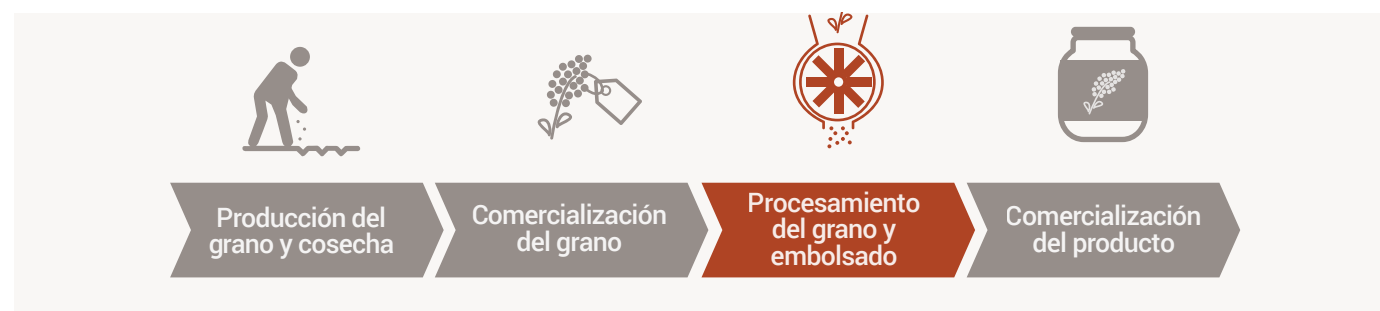 Producción del
grano y cosecha
Comercialización
del grano
Procesamiento
del grano y
embolsado
Comercialización
del producto